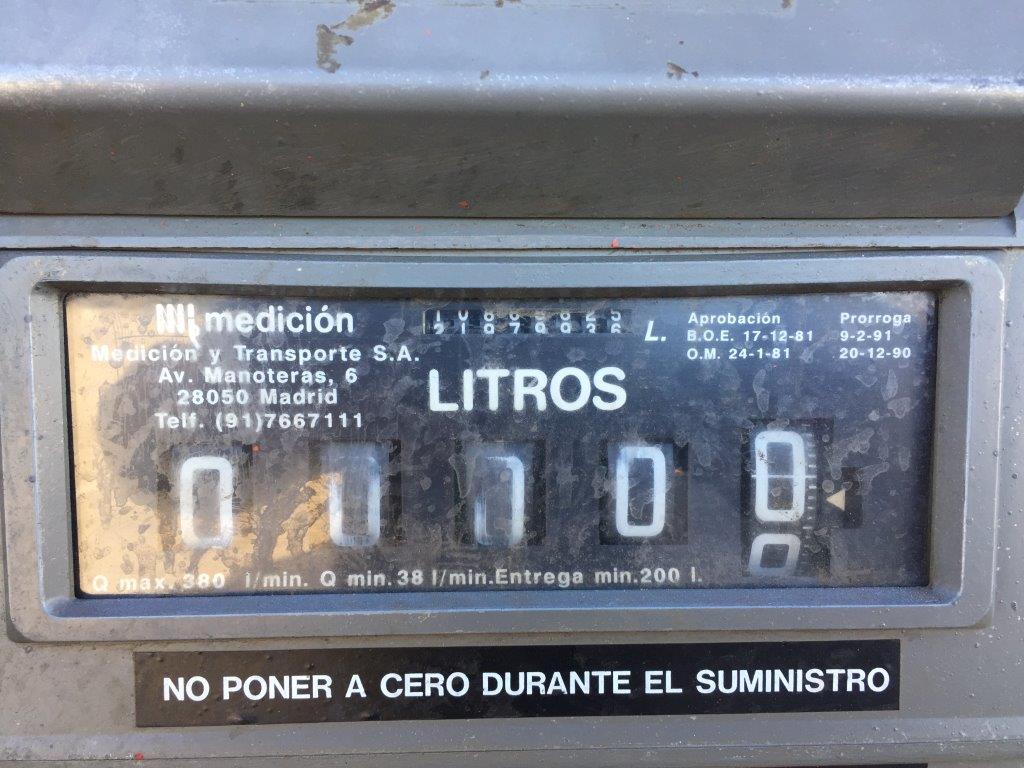 medición
Medición y Transporte S.A.
Av. Manoteras, 6
28050 Madrid
Telf. (91)7667111
L.
Aprobación Prorroga
B.O.E. 17-12-81 9-2-91
O.M. 24-1-81 20-12-90
LITROS
0 0 0
Q max. 380 l/min. Q min. 38 l/min. Entrega min. 200 l.
NO PONER A CERO DURANTE EL SUMINISTRO